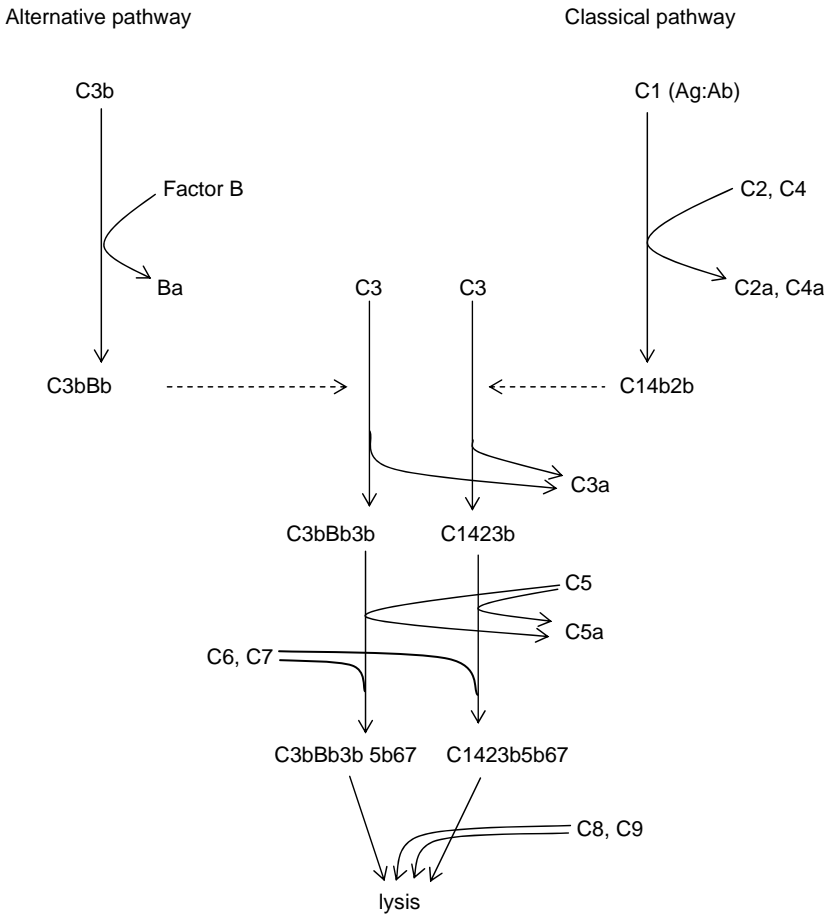 Alternative pathway
Classical pathway
C3b
C1 (Ag:Ab)
Factor B
C2, C4
Ba
C3
C3
C2a, C4a
C3bBb
C14b2b
C3a
C3bBb3b
C1423b
C5
C5a
C6, C7
C3bBb3b 5b67
C1423b5b67
C8, C9
lysis